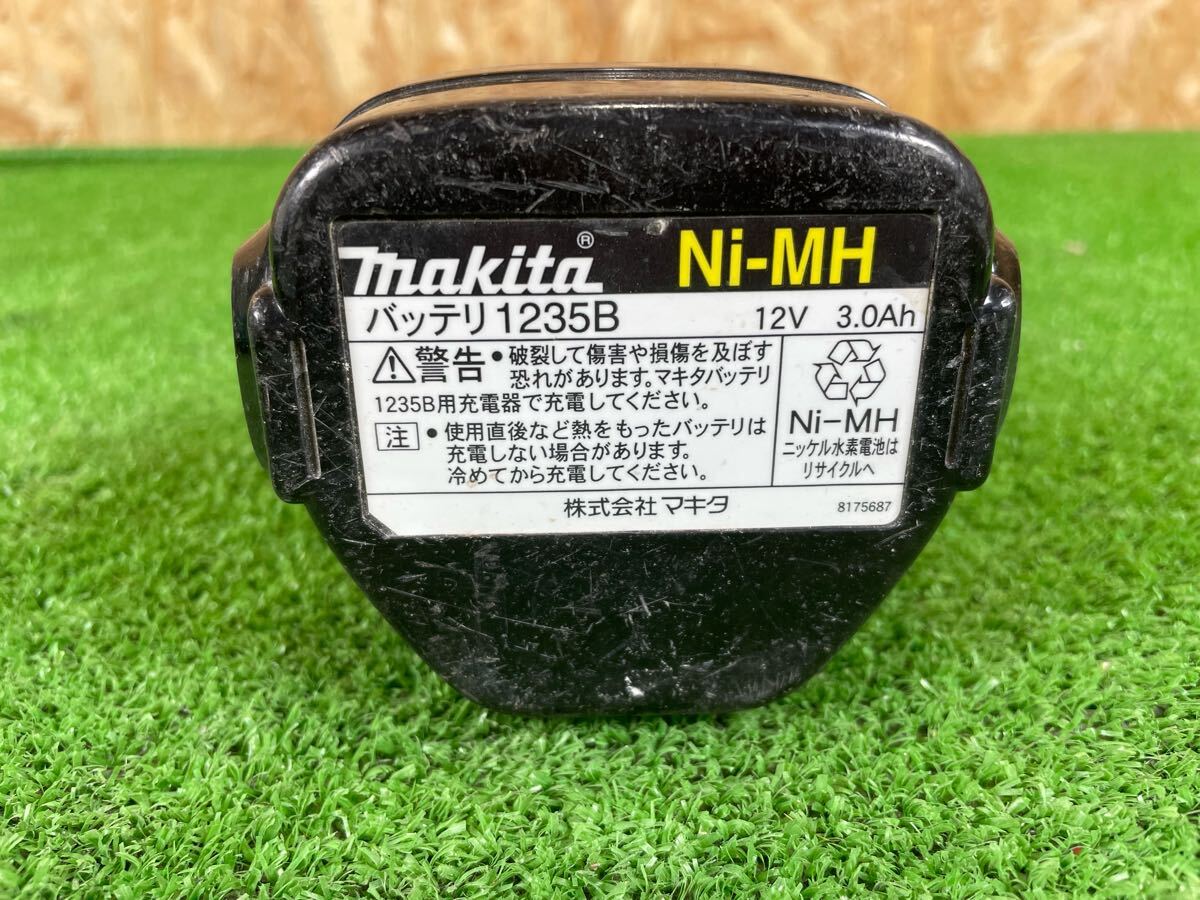 makita® Ni-MH
バッテリ1235B 12V 3.0Ah
⚠警告 ●破裂して傷害や損傷を及ぼす
恐れがあります。マキタバッテリ
1235B用充電器で充電してください。
注 ●使用直後など熱をもったバッテリは
充電しない場合があります。
冷めてから充電してください。
Ni-MH
ニッケル水素電池は
リサイクルへ
株式会社 マキタ 8175687